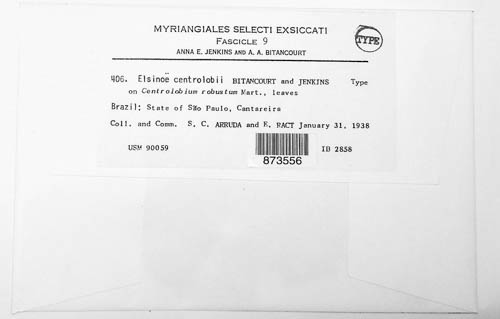 MYRIANGIALES SELECTI EXSICCATI
FASCICLE 9
ANNA E. JENKINS AND A. A. BITANCOURT
TYPE
406. Elsinoë centrolobii BITANCOURT and JENKINS Type
on Centrolobium robustum Mart., leaves
Brazil: State of São Paulo, Cantareira
Coll. and Comm. S. C. ARRUDA and E. RACT January 31, 1938
USM 90059 IB 2858
873556